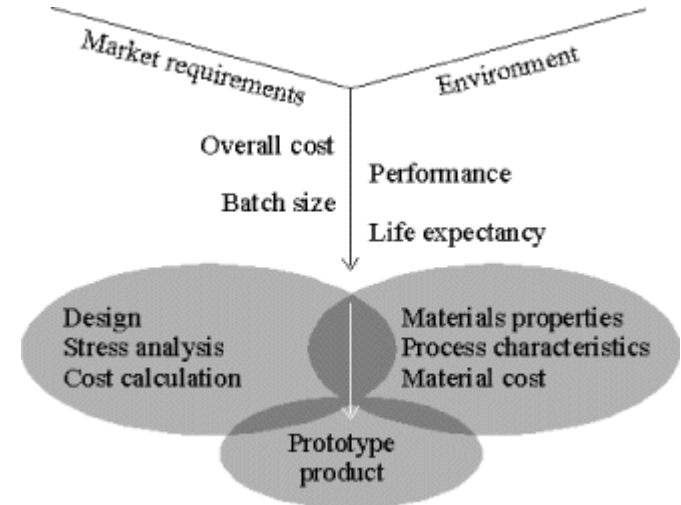 Market requirements
Environment
Overall cost
Performance
Batch size
Life expectancy
Design
Stress analysis
Cost calculation
Materials properties
Process characteristics
Material cost
Prototype
product